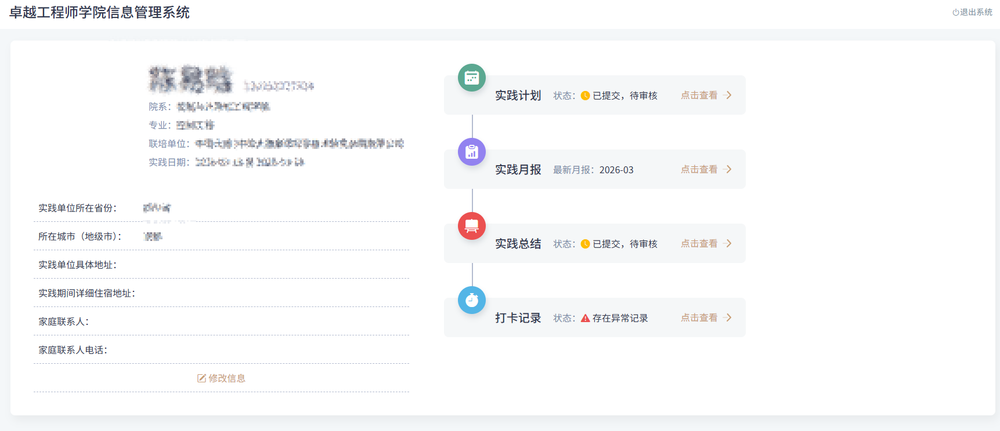 卓越工程师学院信息管理系统
退出系统
院系：
专业：
联培单位：
实践日期：
实践单位所在省份：
所在城市（地级市）：
实践单位具体地址：
实践期间详细住宿地址：
家庭联系人：
家庭联系人电话：
修改信息
实践计划 状态： 已提交，待审核 点击查看
实践月报 最新月报：2026-03 点击查看
实践总结 状态： 已提交，待审核 点击查看
打卡记录 状态： 存在异常记录 点击查看